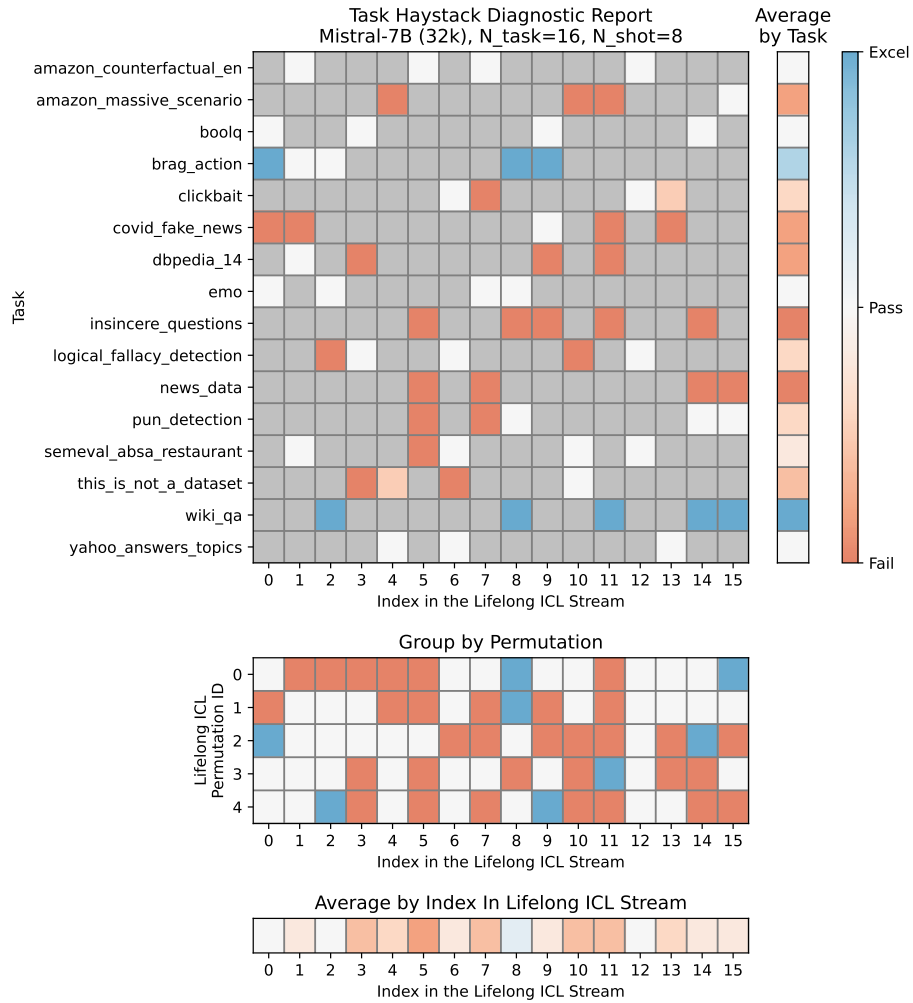 Task Haystack Diagnostic Report
Mistral-7B (32k), N_task=16, N_shot=8
Average
by Task
Task
amazon_counterfactual_en
amazon_massive_scenario
boolq
brag_action
clickbait
covid_fake_news
dbpedia_14
emo
insincere_questions
logical_fallacy_detection
news_data
pun_detection
semeval_absa_restaurant
this_is_not_a_dataset
wiki_qa
yahoo_answers_topics
0 1 2 3 4 5 6 7 8 9 10 11 12 13 14 15
Index in the Lifelong ICL Stream
Excel
Pass
Fail
Group by Permutation
Lifelong ICL
Permutation ID
0
1
2
3
4
0 1 2 3 4 5 6 7 8 9 10 11 12 13 14 15
Index in the Lifelong ICL Stream
Average by Index In Lifelong ICL Stream
0 1 2 3 4 5 6 7 8 9 10 11 12 13 14 15
Index in the Lifelong ICL Stream